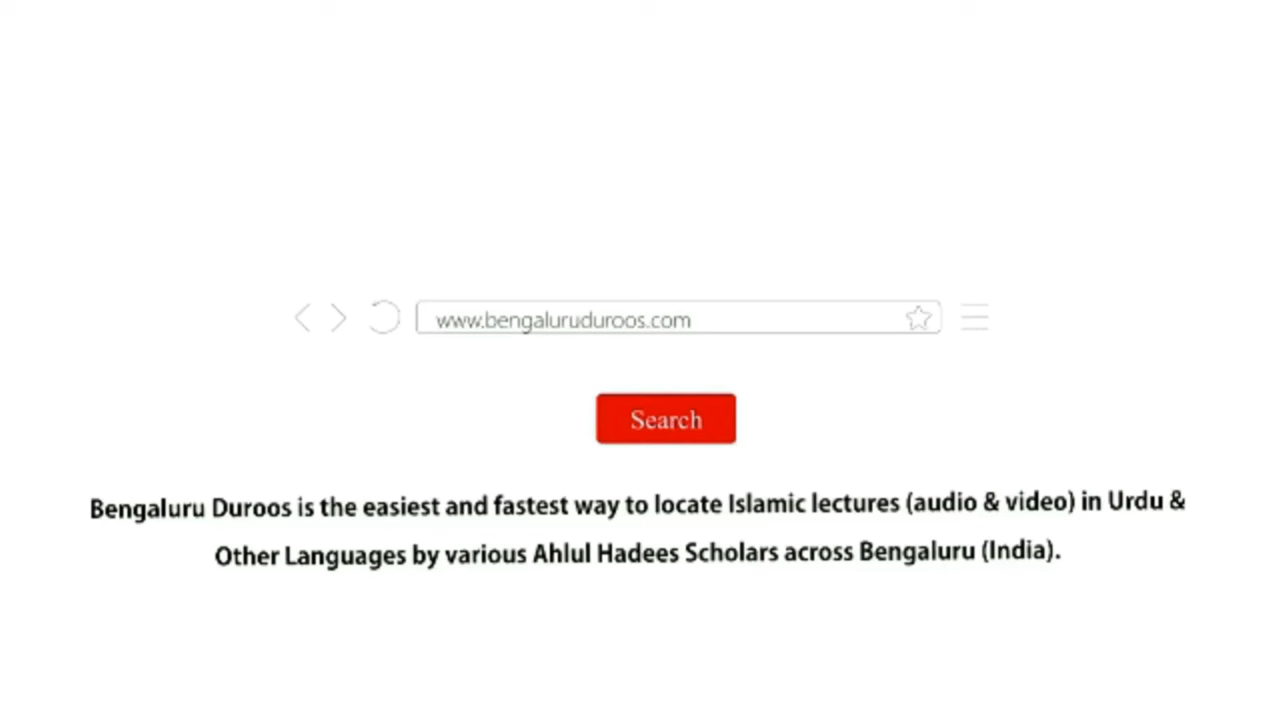 www.bengaluruduroos.com
Search
Bengaluru Duroos is the easiest and fastest way to locate Islamic lectures (audio & video) in Urdu &
Other Languages by various Ahlul Hadees Scholars across Bengaluru (India).